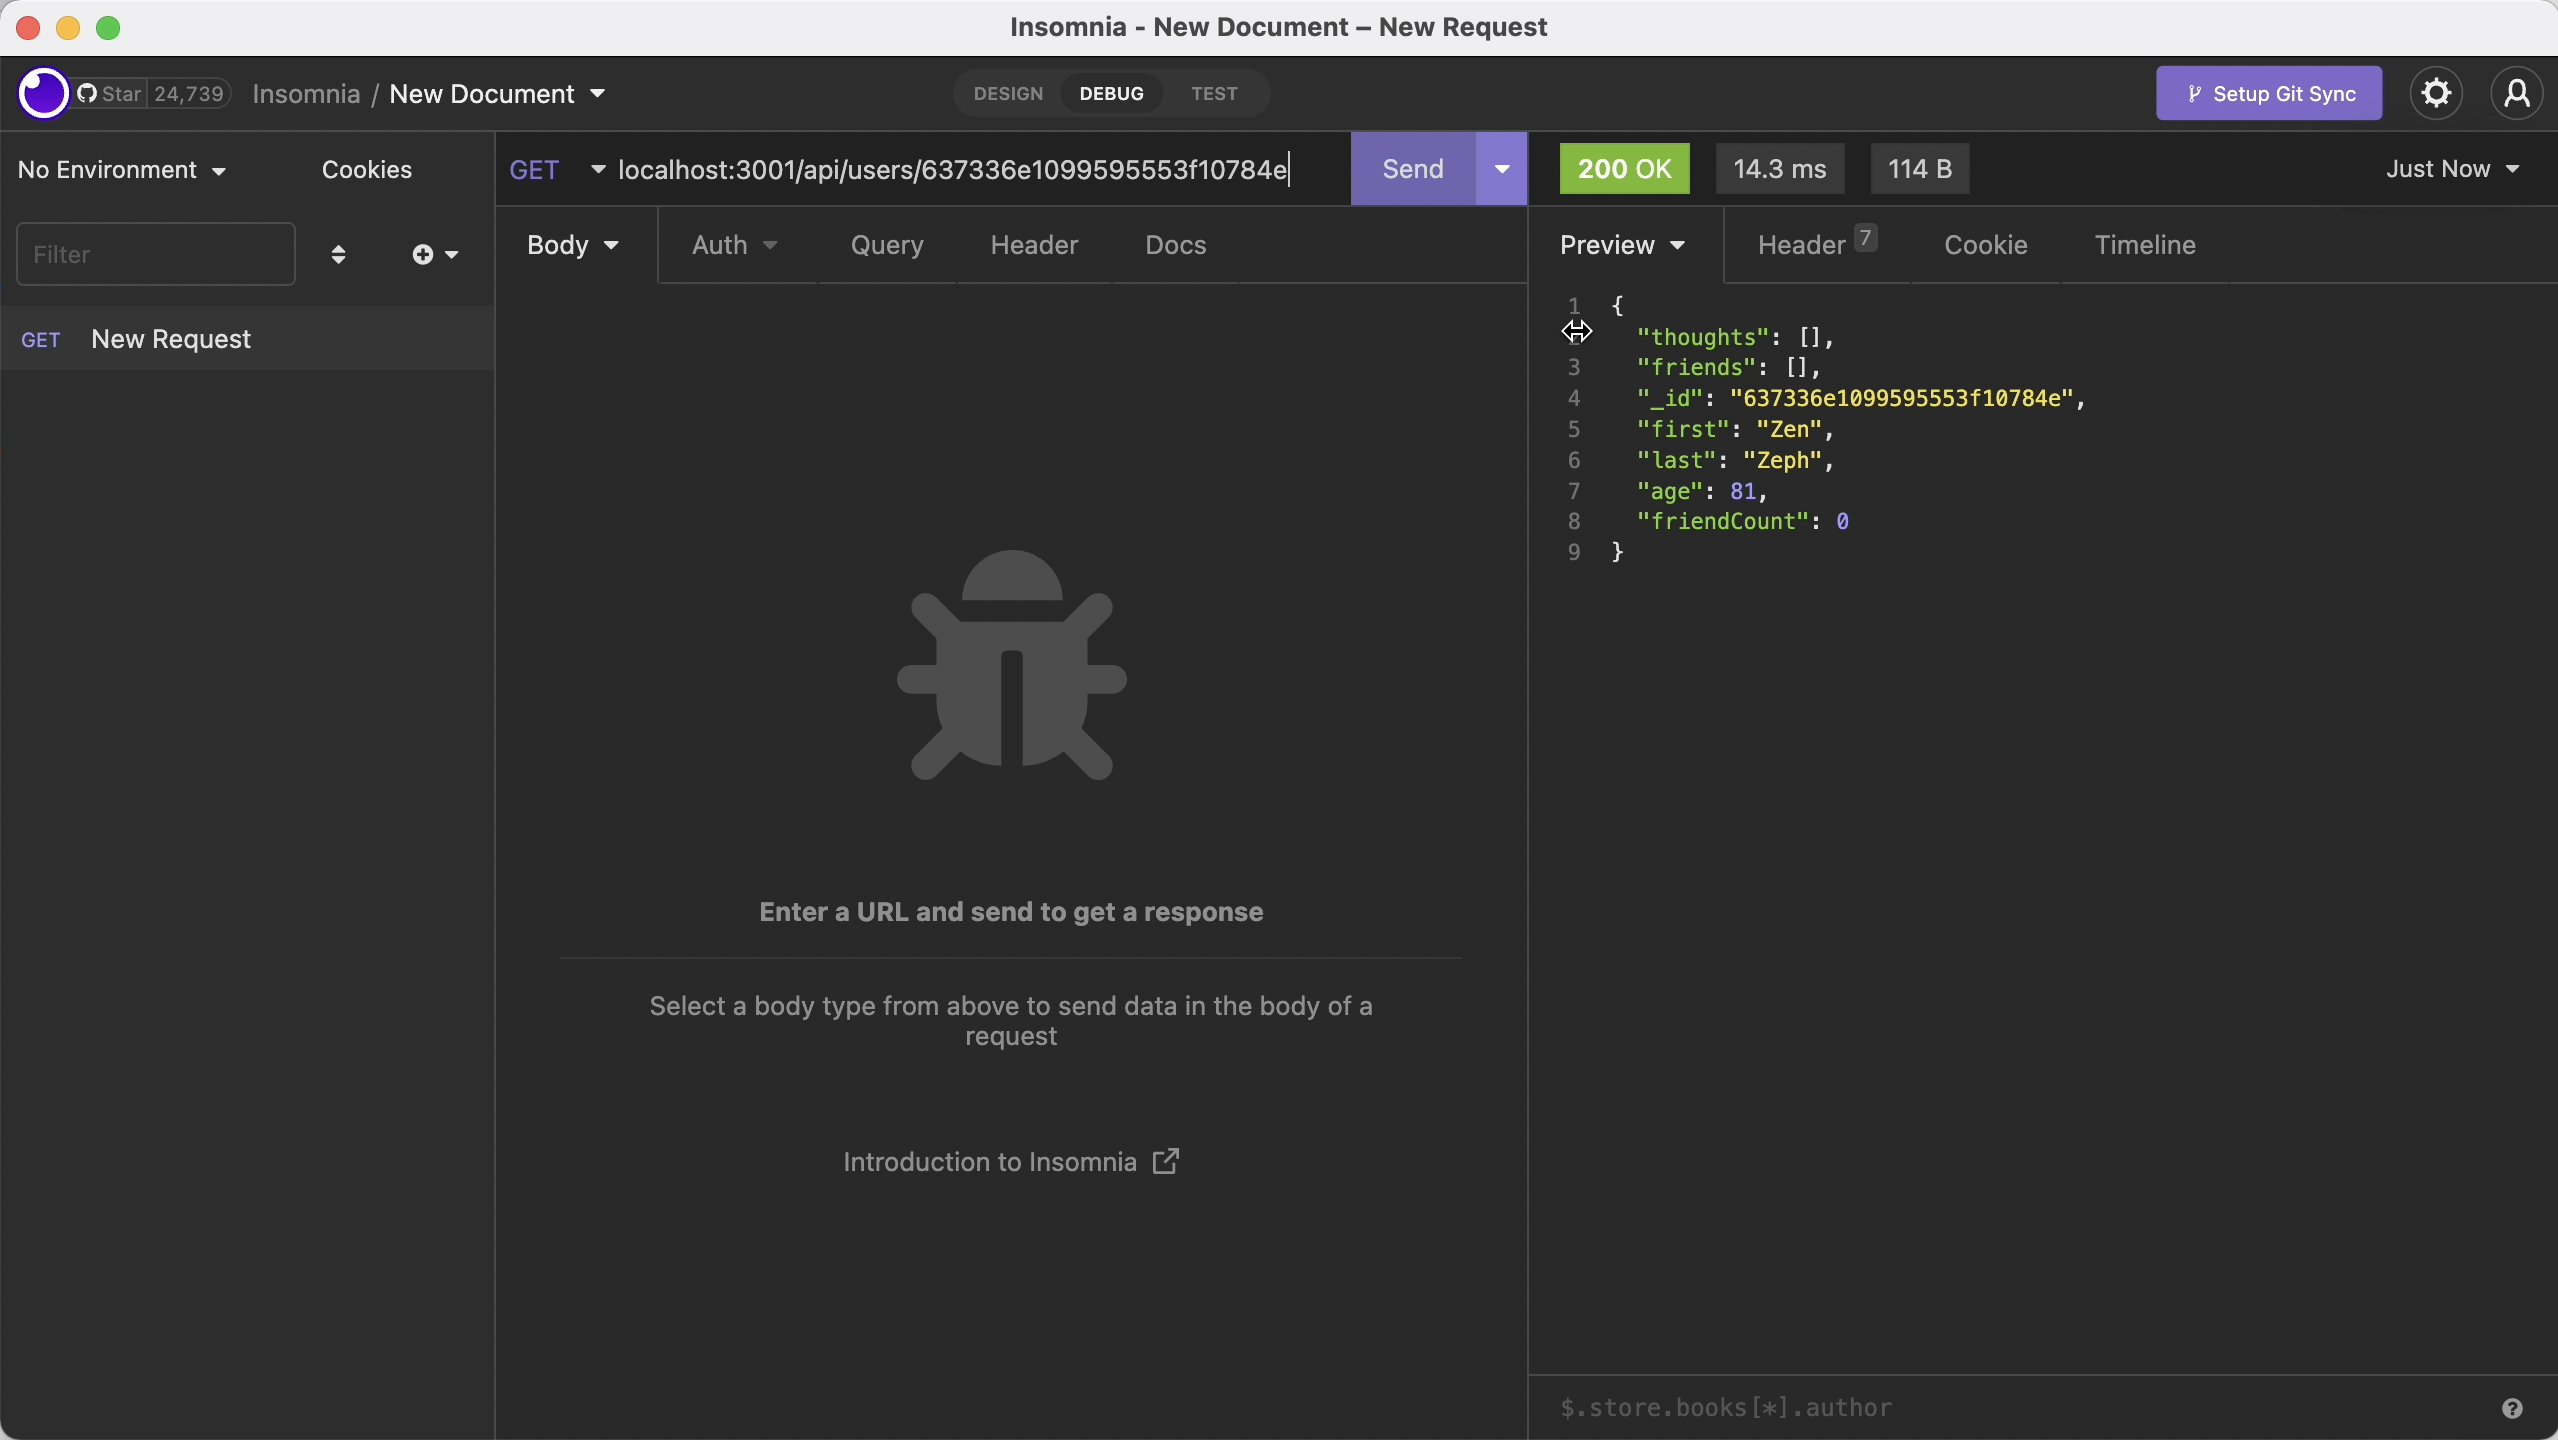 Insomnia - New Document – New Request
Star 24,739
Insomnia / New Document
DESIGN DEBUG TEST
Setup Git Sync
No Environment Cookies
Filter
GET New Request
GET localhost:3001/api/users/637336e1099595553f10784e
Send
Body Auth Query Header Docs
Enter a URL and send to get a response
Select a body type from above to send data in the body of a
request
Introduction to Insomnia
200 OK 14.3 ms 114 B Just Now
Preview Header 7 Cookie Timeline
1 {
"thoughts": [],
3 "friends": [],
4 "_id": "637336e1099595553f10784e",
5 "first": "Zen",
6 "last": "Zeph",
7 "age": 81,
8 "friendCount": 0
9 }
$.store.books[*].author
?